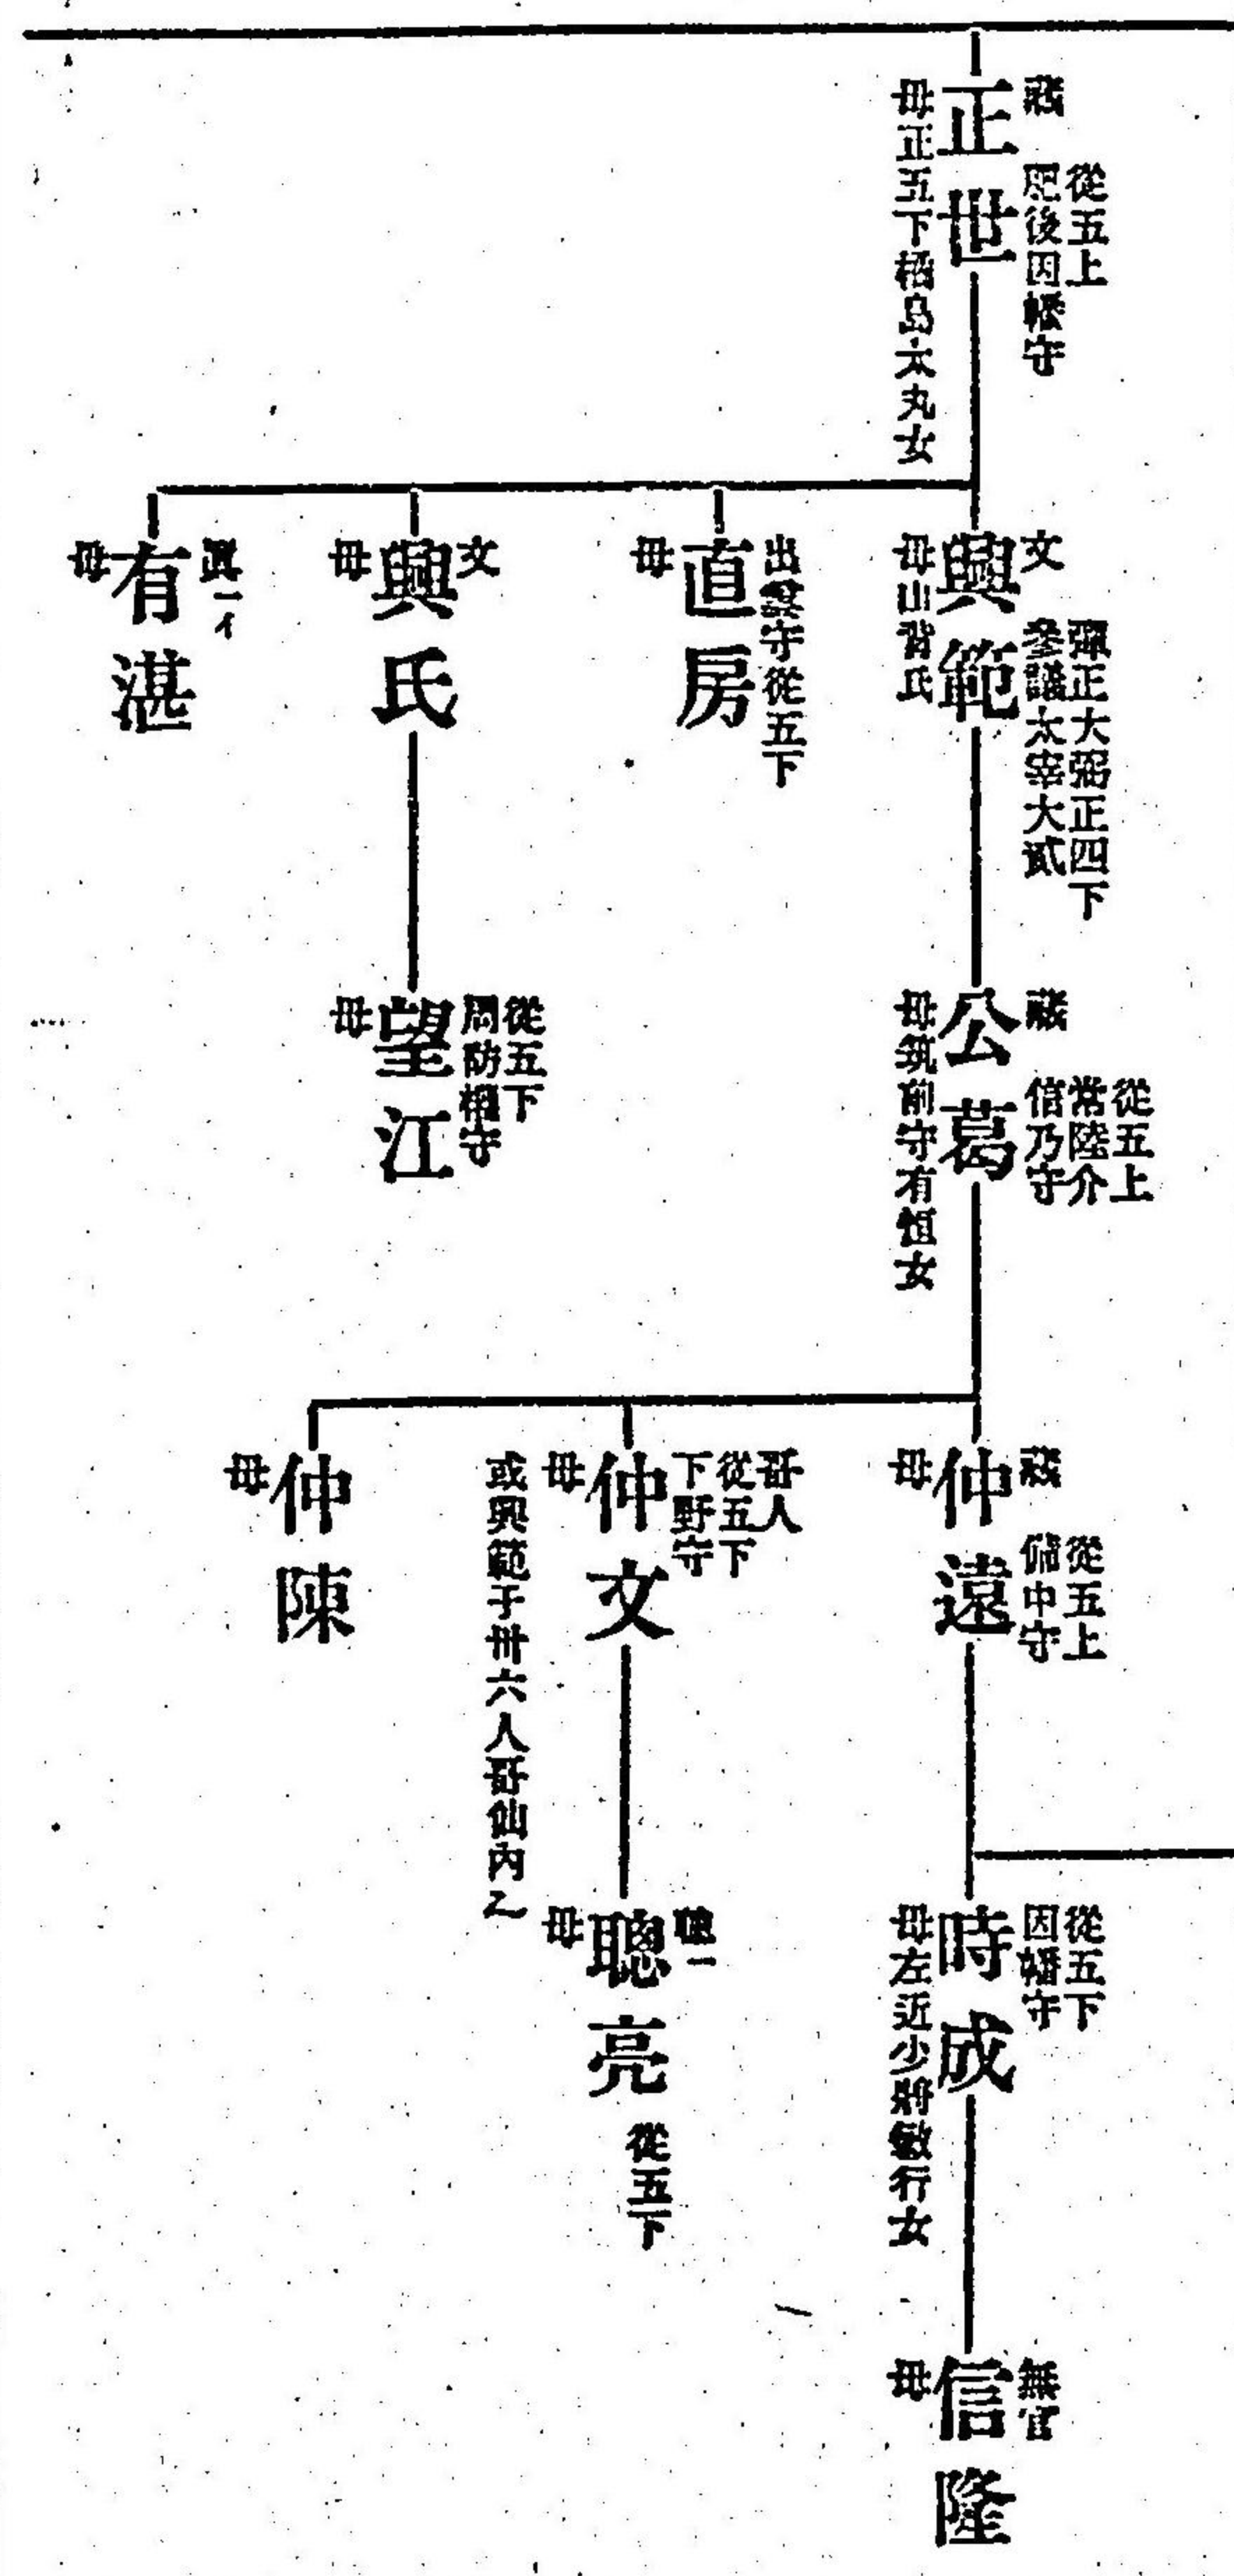 藏
從五上
肥後因幡守
正世
母正五下橘島太丸女
文
彈正大弼正四下
參議太宰大貳
興範
母山背氏
出雲守從五下
直房
母
文
興氏
母
眞一イ
有湛
母
藏
從五上
常陸介
信乃守
公葛
母筑前守有恒女
從五下
周防權守
望江
母
藏
從五上
備中守
仲遠
母
哥人
從五下
下野守
仲文
母
或興範子卅六人哥仙內
仲陳
母
從五下
因幡守
時成
母左近少將敏行女
聰亮
從五下
母
無官
信隆
母